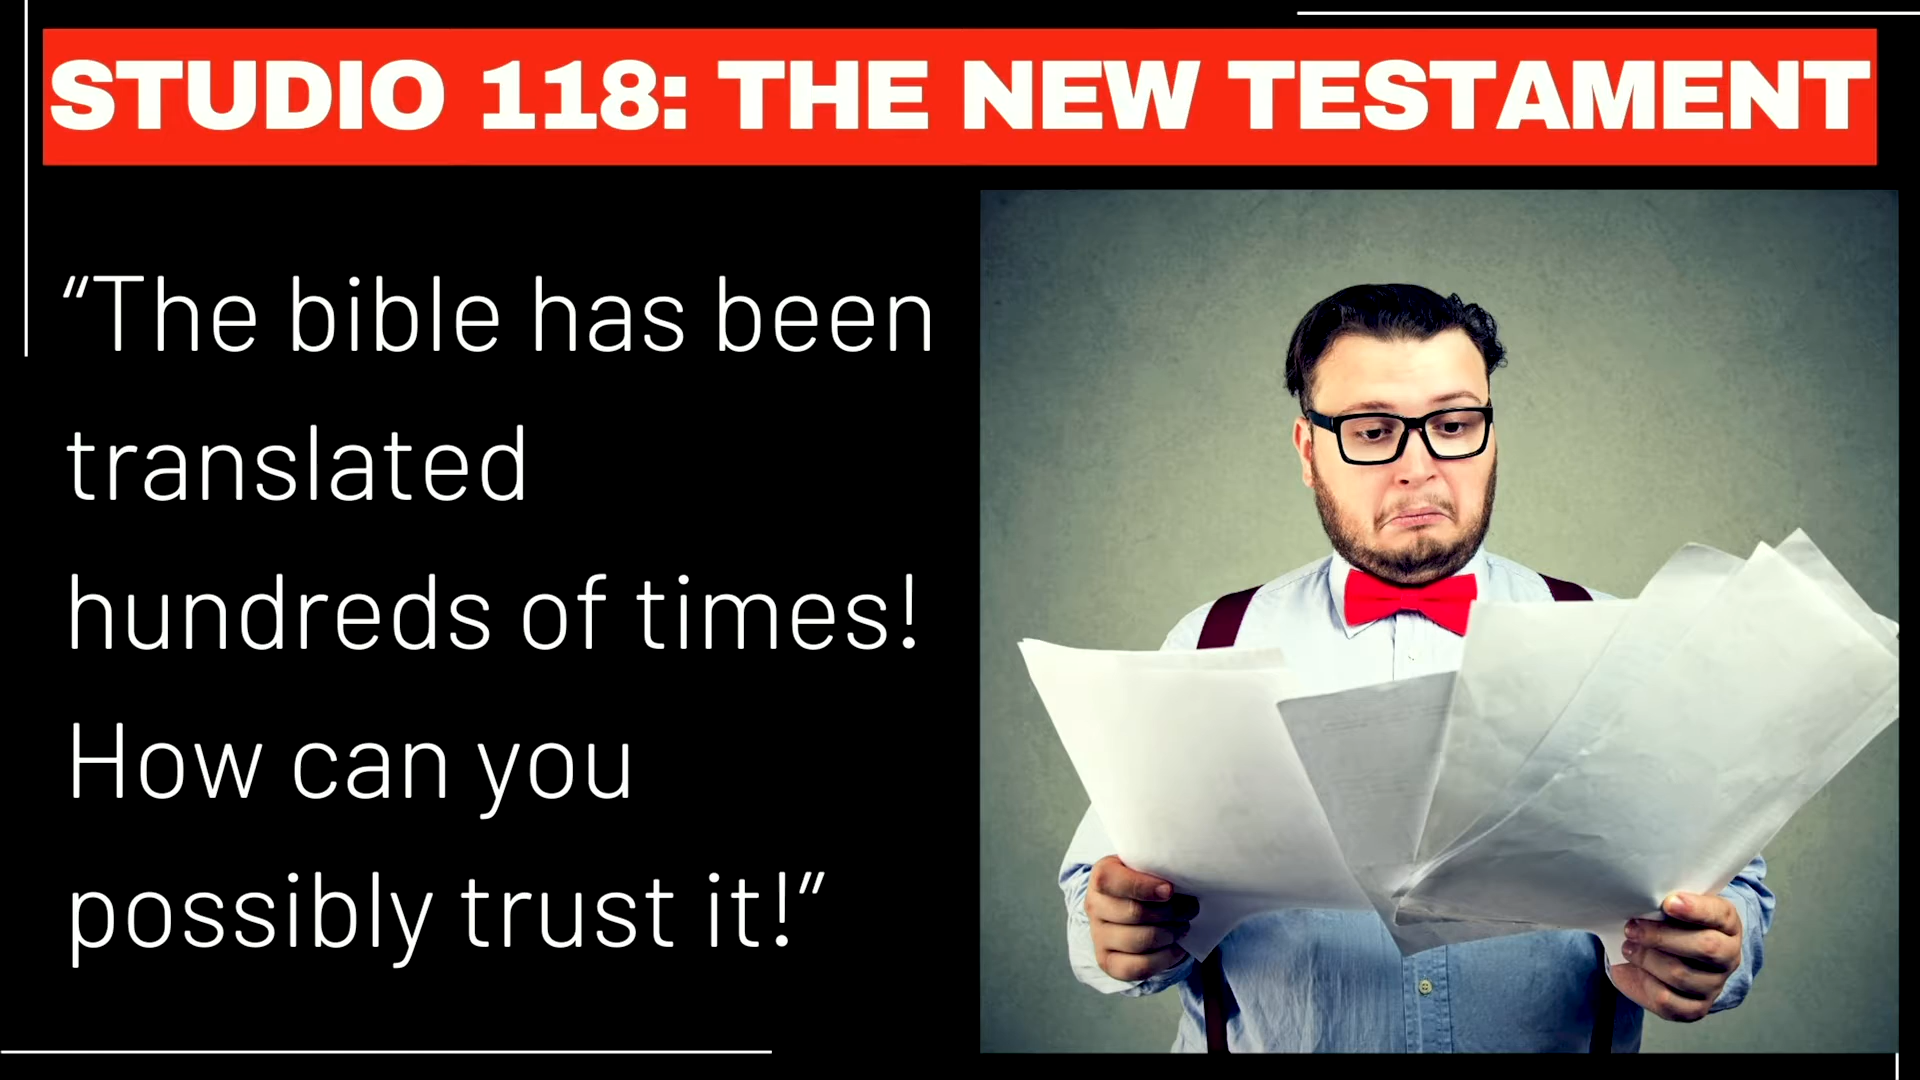 STUDIO 118: THE NEW TESTAMENT
“The bible has been
translated
hundreds of times!
How can you
possibly trust it!”